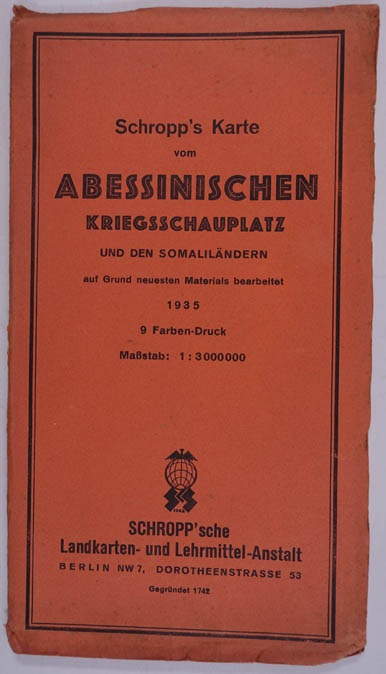 Schropp's Karte
vom
ABESSINISCHEN
KRIEGSSCHAUPLATZ
UND DEN SOMALILÄNDERN
auf Grund neuesten Materials bearbeitet
1935
9 Farben-Druck
Maßstab: 1:3000000
1742
SCHROPP'sche
Landkarten- und Lehrmittel-Anstalt
BERLIN NW7, DOROTHEENSTRASSE 53
Gegründet 1742